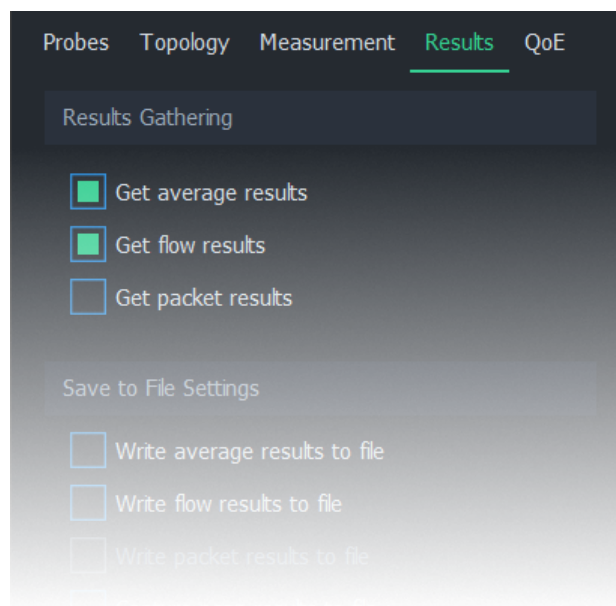 Probes Topology Measurement Results QoE
Results Gathering
Get average results
Get flow results
Get packet results
Save to File Settings
Write average results to file
Write flow results to file
Write packet results to file